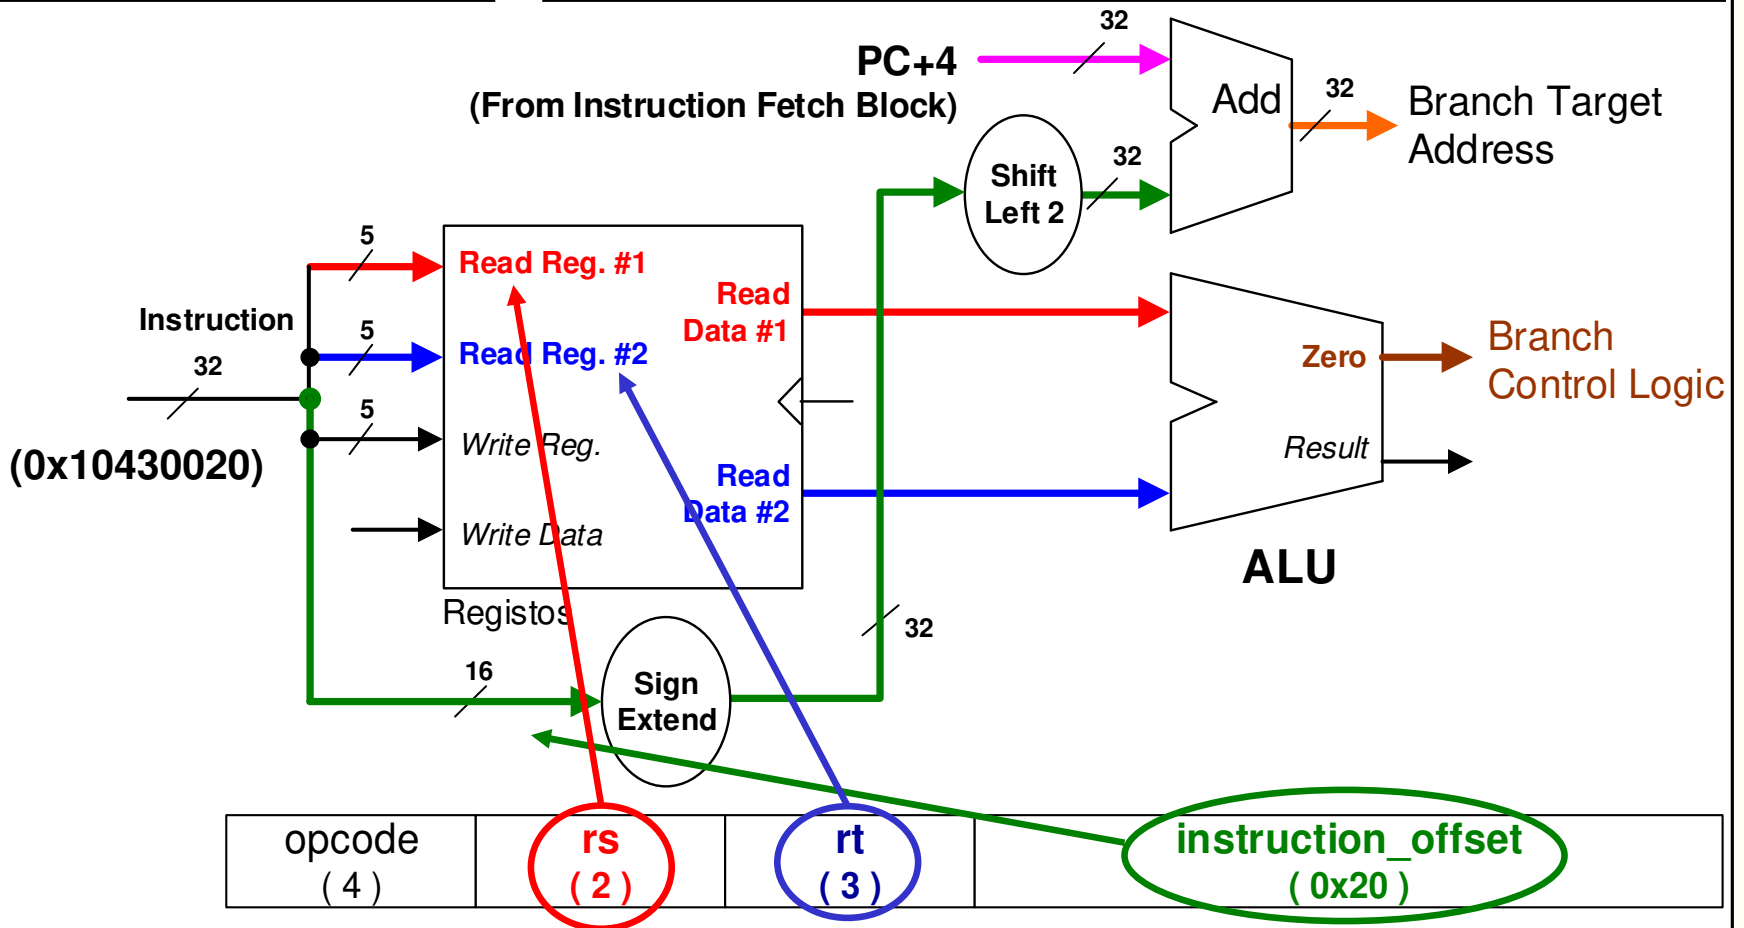 32
PC+4
(From Instruction Fetch Block)
Add
32
Branch Target
Address
Shift
Left 2
32
5
Read Reg. #1
Read
Data #1
Instruction
32
5
Read Reg. #2
Zero
Branch
Control Logic
5
Write Reg.
(0x10430020)
Result
Read
Data #2
Write Data
ALU
Registos
32
16
Sign
Extend
opcode
( 4 )
rs
( 2 )
rt
( 3 )
instruction_offset
( 0x20 )